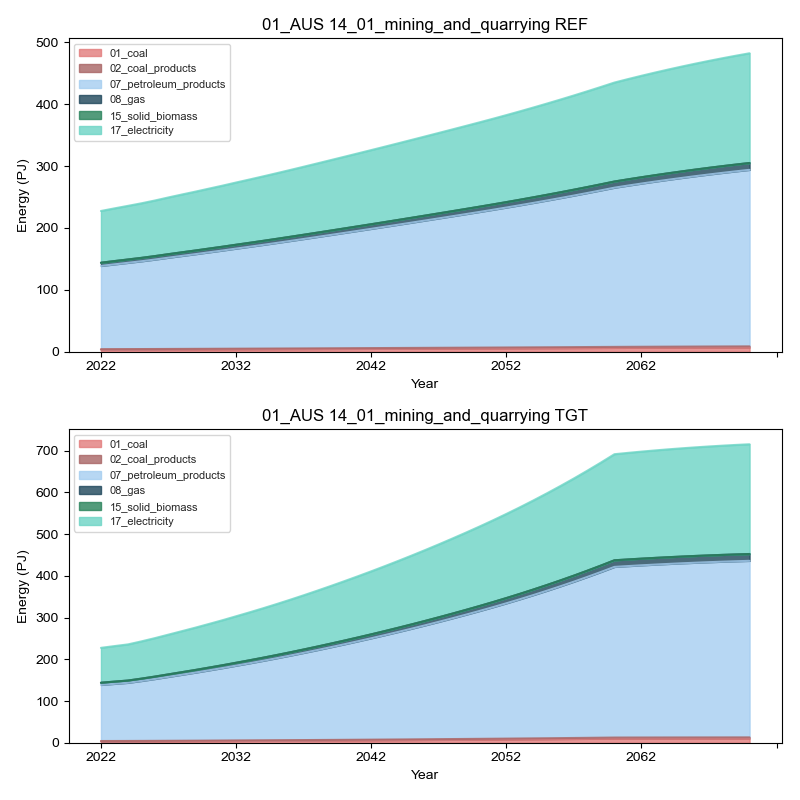 01_AUS 14_01_mining_and_quarrying REF
500
400
300
200
100
0
Energy (PJ)
01_coal
02_coal_products
07_petroleum_products
08_gas
15_solid_biomass
17_electricity
2022 2032 2042 2052 2062
Year
01_AUS 14_01_mining_and_quarrying TGT
700
600
500
400
300
200
100
0
Energy (PJ)
01_coal
02_coal_products
07_petroleum_products
08_gas
15_solid_biomass
17_electricity
2022 2032 2042 2052 2062
Year